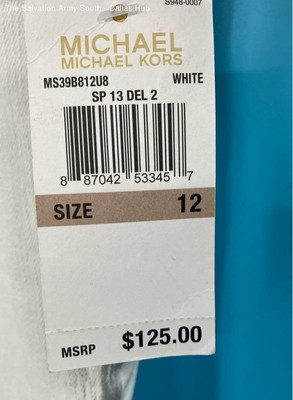 The Salvation Army South - Dallas Hub
S948-0007
MICHAEL
MICHAEL KORS
MS39B812U8 WHITE
SP 13 DEL 2
8 87042 53345 7
SIZE 12
MSRP $125.00